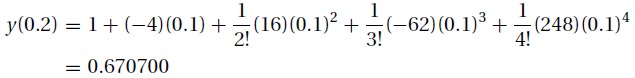 y(0.2) = 1 + (−4)(0.1) + 1/2! (16)(0.1)² + 1/3! (−62)(0.1)³ + 1/4! (248)(0.1)⁴
= 0.670700